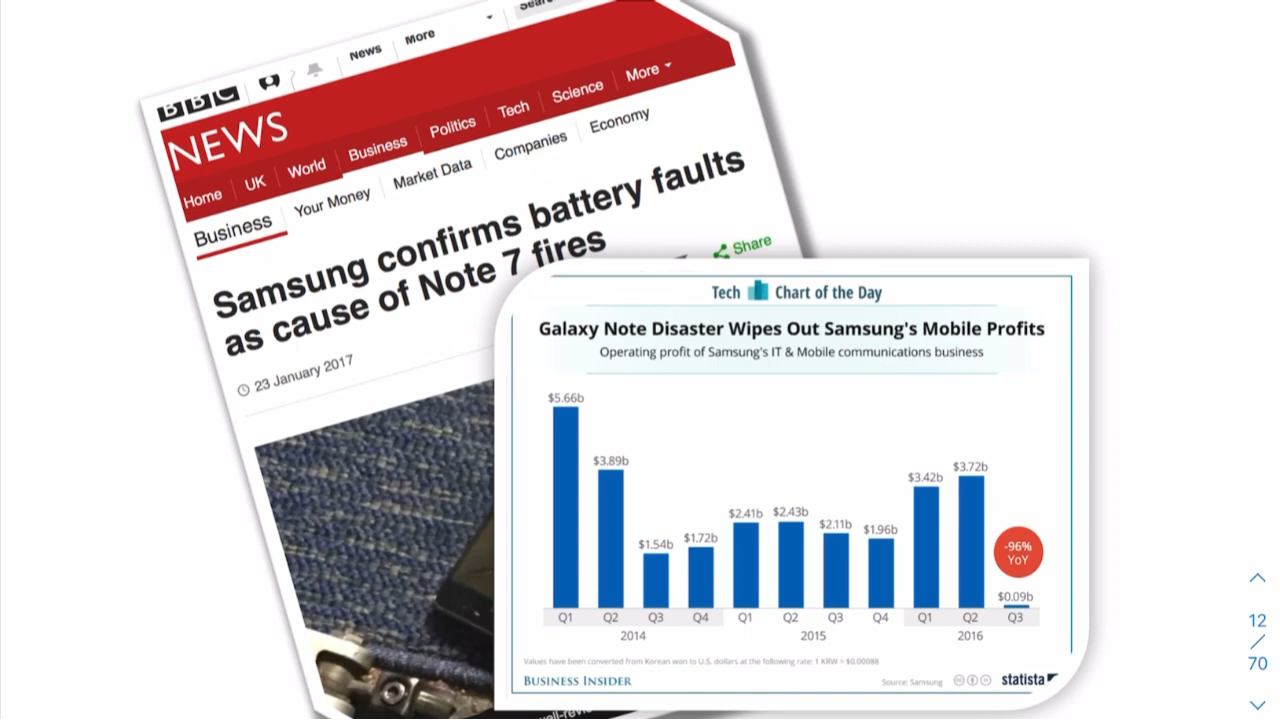 BBC
News
More
NEWS
Home
UK
World
Business
Politics
Tech
Science
More
Business
Your Money
Market Data
Companies
Economy
Samsung confirms battery faults
as cause of Note 7 fires
23 January 2017
Share
Tech Chart of the Day
Galaxy Note Disaster Wipes Out Samsung's Mobile Profits
Operating profit of Samsung's IT & Mobile communications business
$5.66b
$3.89b
$1.54b
$1.72b
$2.41b
$2.43b
$2.11b
$1.96b
$3.42b
$3.72b
-96%
YoY
$0.09b
Q1 Q2 Q3 Q4 Q1 Q2 Q3 Q4 Q1 Q2 Q3
2014 2015 2016
Values have been converted from Korean won to U.S. dollars at the following rate: 1 KRW = $0.00088
BUSINESS INSIDER
Source: Samsung
statista
12
/
70